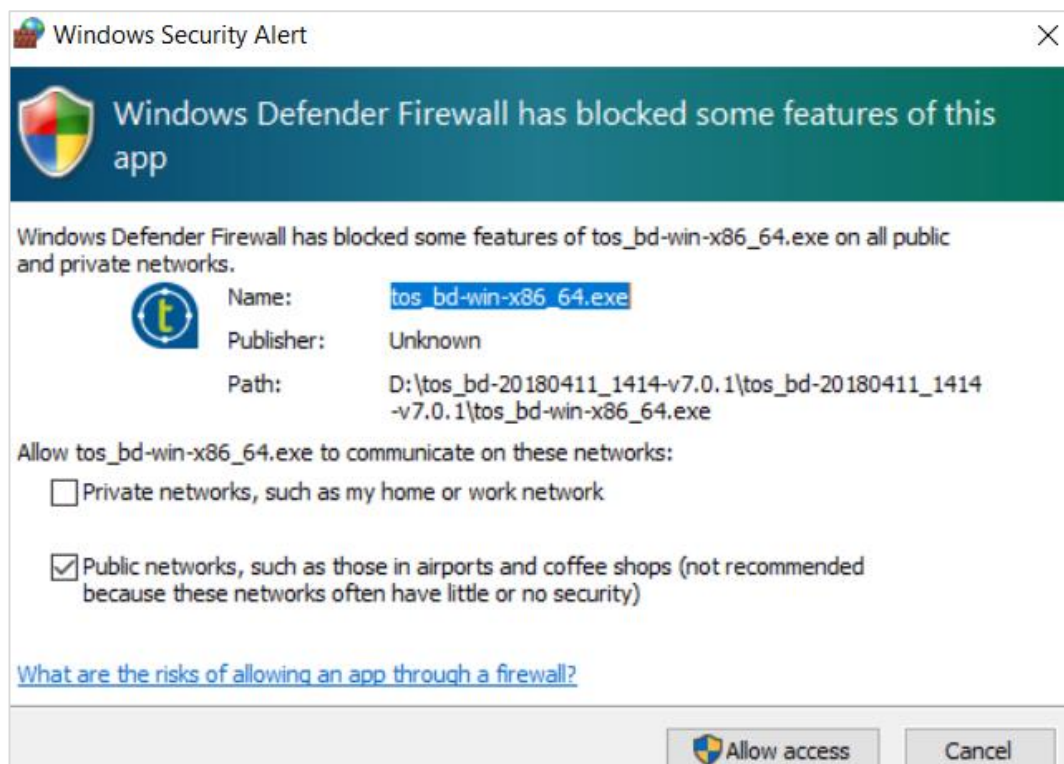 Windows Security Alert
Windows Defender Firewall has blocked some features of this
app
Windows Defender Firewall has blocked some features of tos_bd-win-x86_64.exe on all public
and private networks.
Name: tos_bd-win-x86_64.exe
Publisher: Unknown
Path: D:\tos_bd-20180411_1414-v7.0.1\tos_bd-20180411_1414
-v7.0.1\tos_bd-win-x86_64.exe
Allow tos_bd-win-x86_64.exe to communicate on these networks:
Private networks, such as my home or work network
Public networks, such as those in airports and coffee shops (not recommended
because these networks often have little or no security)
What are the risks of allowing an app through a firewall?
Allow access Cancel